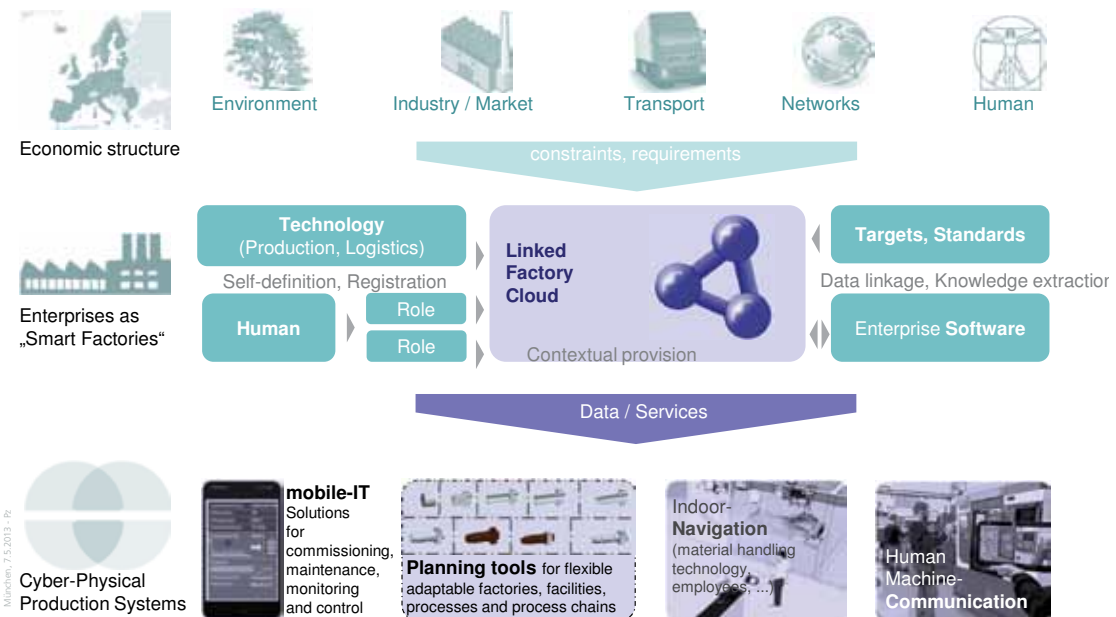 Environment
Industry / Market
Transport
Networks
Human
Economic structure
constraints, requirements
Technology
(Production, Logistics)
Self-definition, Registration
Human
Role
Role
Linked
Factory
Cloud
Contextual provision
Targets, Standards
Data linkage, Knowledge extraction
Enterprise Software
Enterprises as
„Smart Factories“
Data / Services
Cyber-Physical
Production Systems
mobile-IT
Solutions
for
commissioning,
maintenance,
monitoring
and control
Planning tools for flexible
adaptable factories, facilities,
processes and process chains
Indoor-
Navigation
(material handling
technology,
employees, ...)
Human
Machine-
Communication
München, 7.5.2013 - Pz